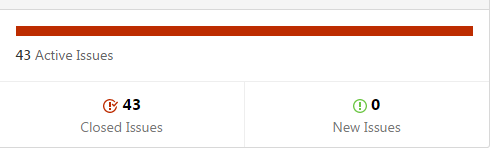 43 Active Issues
43
Closed Issues
0
New Issues